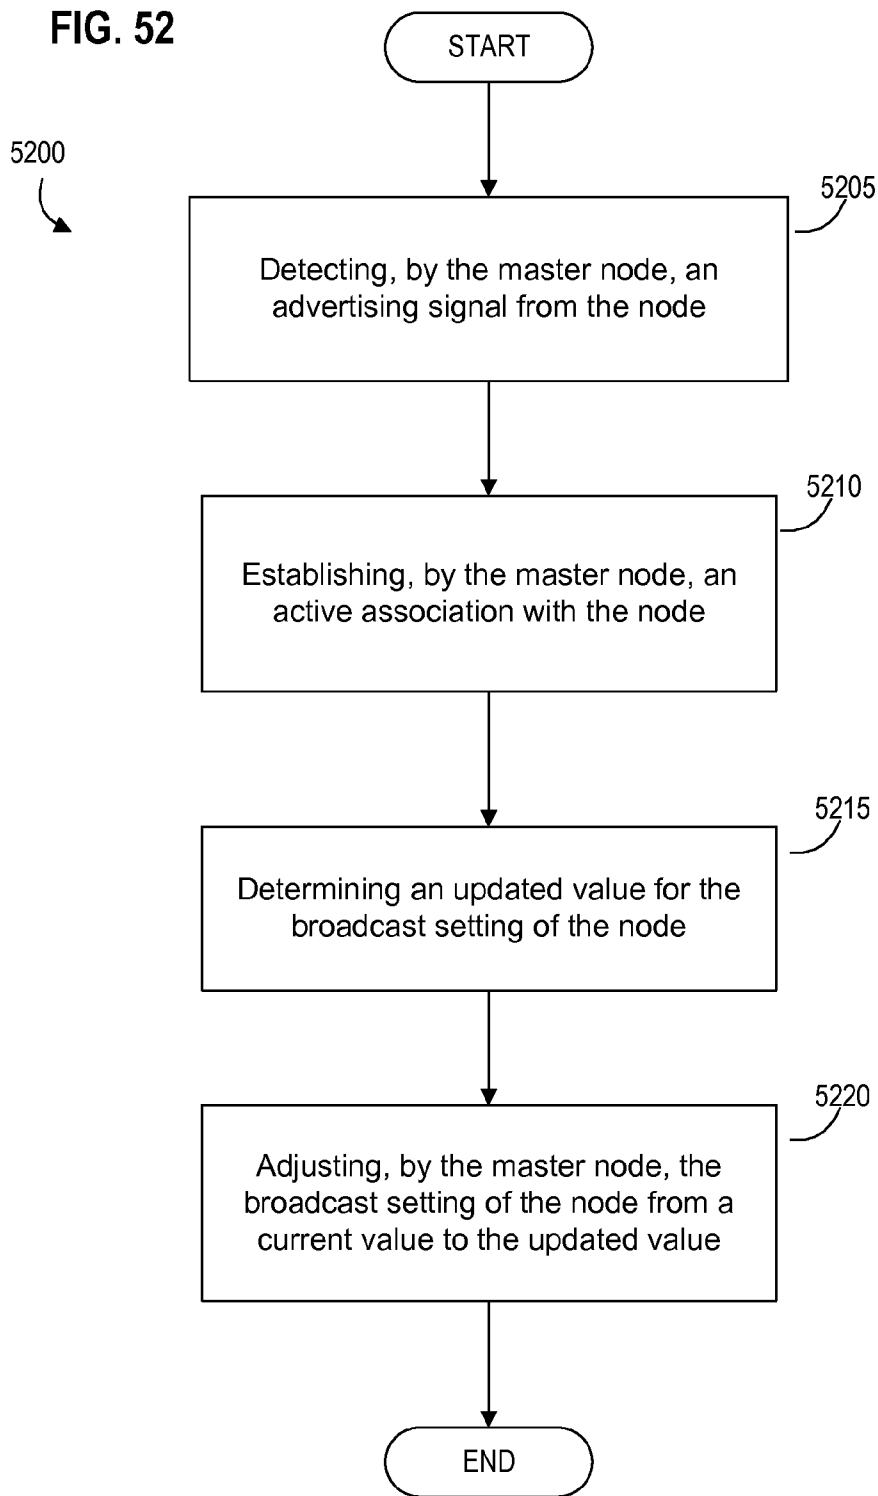 FIG. 52
START
5200
5205
Detecting, by the master node, an
advertising signal from the node
5210
Establishing, by the master node, an
active association with the node
5215
Determining an updated value for the
broadcast setting of the node
5220
Adjusting, by the master node, the
broadcast setting of the node from a
current value to the updated value
END